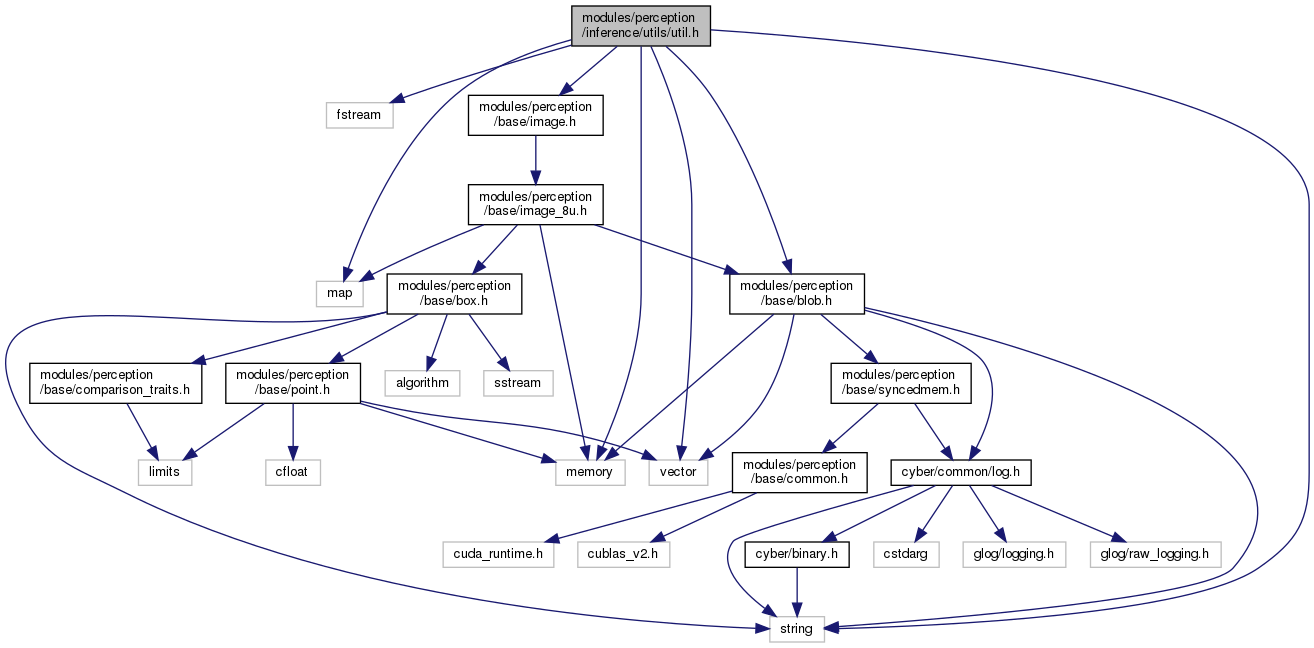 modules/perception
/inference/utils/util.h
fstream
modules/perception
/base/image.h
modules/perception
/base/image_8u.h
map
modules/perception
/base/box.h
modules/perception
/base/blob.h
modules/perception
/base/comparison_traits.h
modules/perception
/base/point.h
algorithm
sstream
modules/perception
/base/syncedmem.h
limits
cfloat
memory
vector
modules/perception
/base/common.h
cyber/common/log.h
cuda_runtime.h
cublas_v2.h
cyber/binary.h
cstdarg
glog/logging.h
glog/raw_logging.h
string